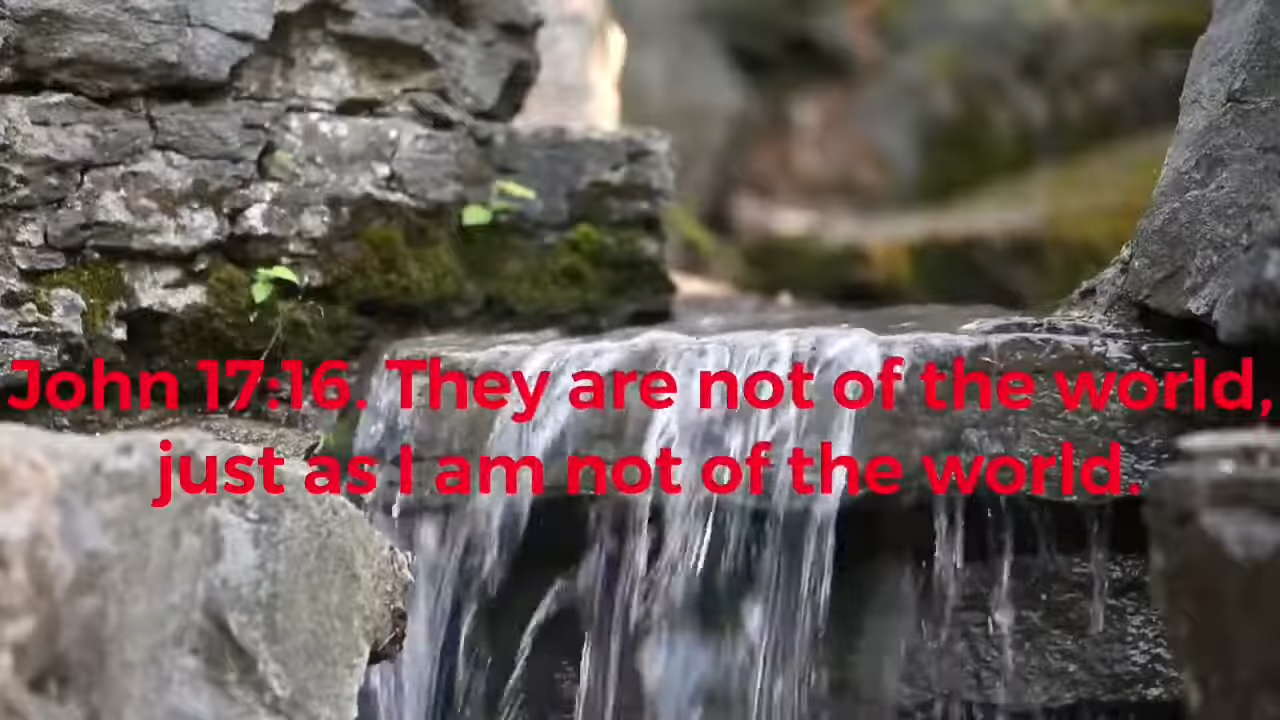 John 17:16. They are not of the world,
just as I am not of the world.